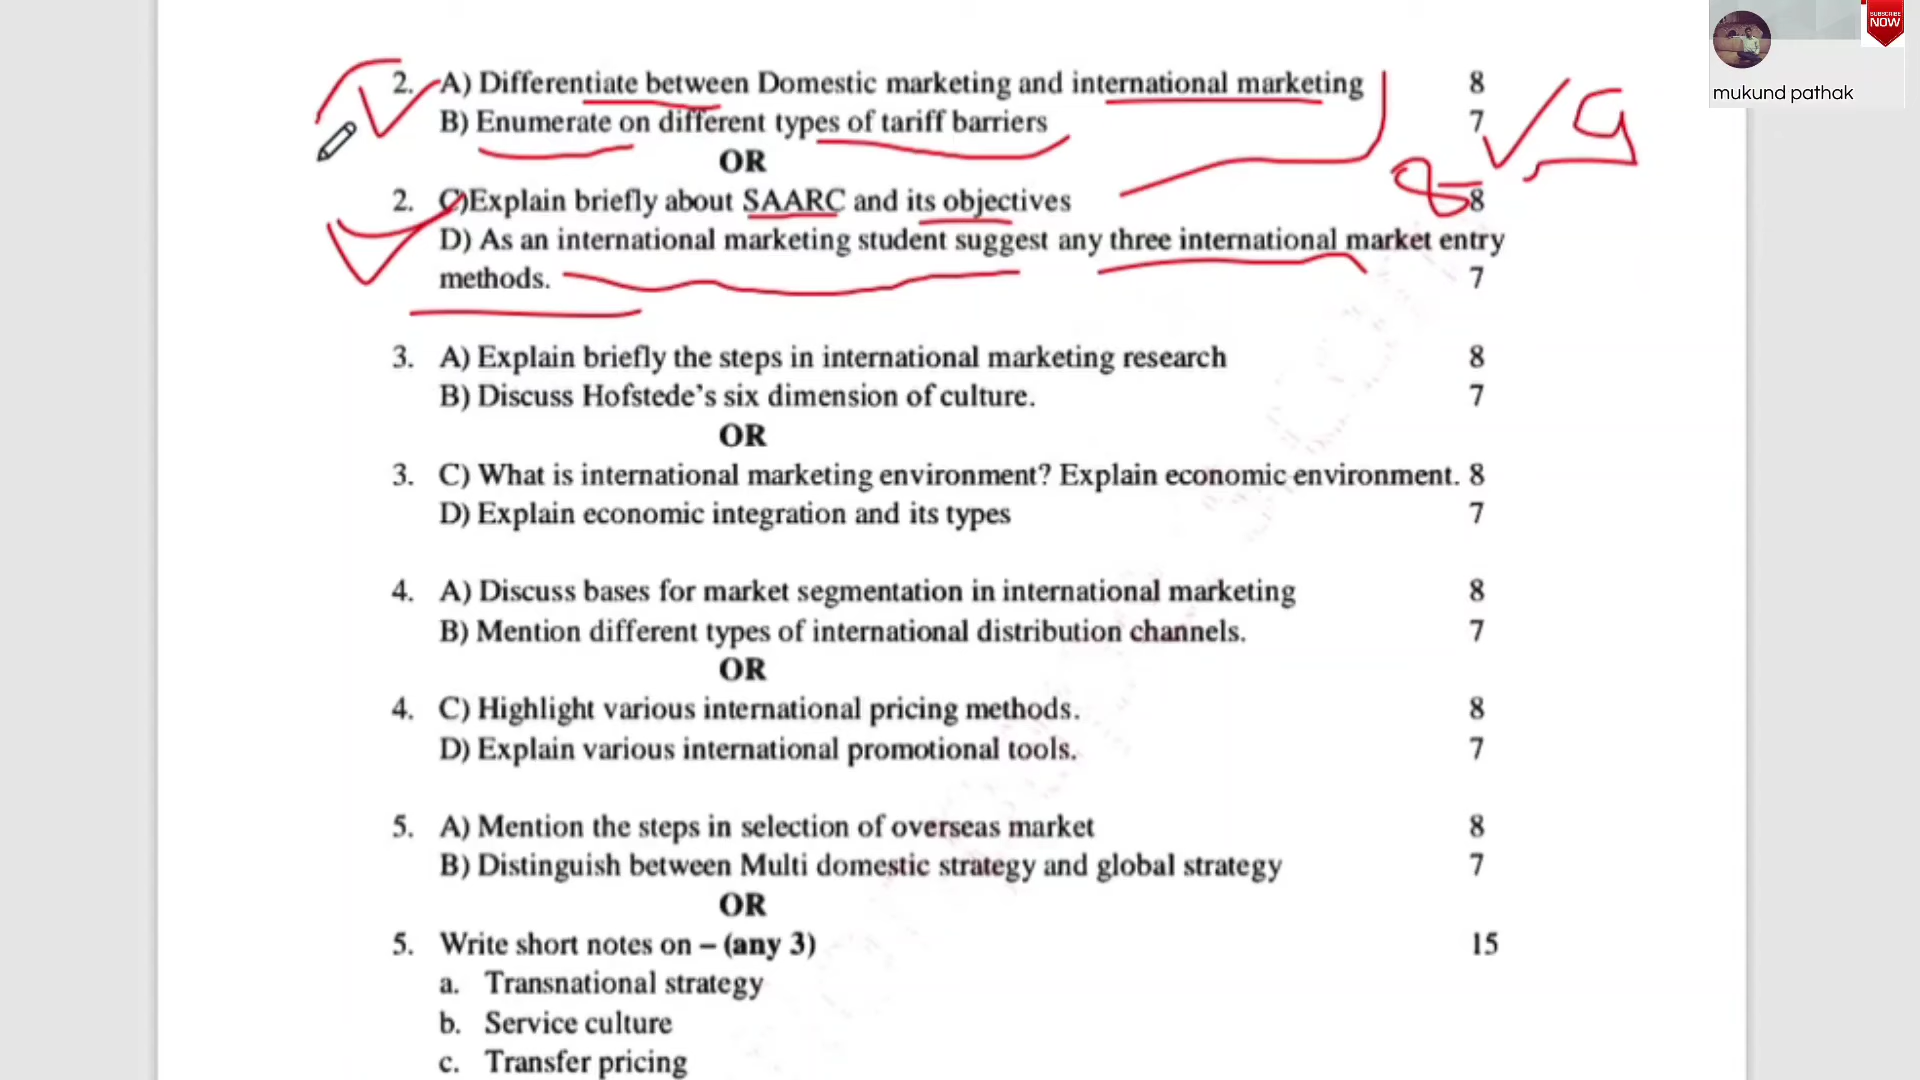 SUBSCRIBE
NOW
mukund pathak
2. A) Differentiate between Domestic marketing and international marketing 8
B) Enumerate on different types of tariff barriers 7
OR
2. C)Explain briefly about SAARC and its objectives 8
D) As an international marketing student suggest any three international market entry
methods. 7
3. A) Explain briefly the steps in international marketing research 8
B) Discuss Hofstede's six dimension of culture. 7
OR
3. C) What is international marketing environment? Explain economic environment. 8
D) Explain economic integration and its types 7
4. A) Discuss bases for market segmentation in international marketing 8
B) Mention different types of international distribution channels. 7
OR
4. C) Highlight various international pricing methods. 8
D) Explain various international promotional tools. 7
5. A) Mention the steps in selection of overseas market 8
B) Distinguish between Multi domestic strategy and global strategy 7
OR
5. Write short notes on – (any 3) 15
a. Transnational strategy
b. Service culture
c. Transfer pricing